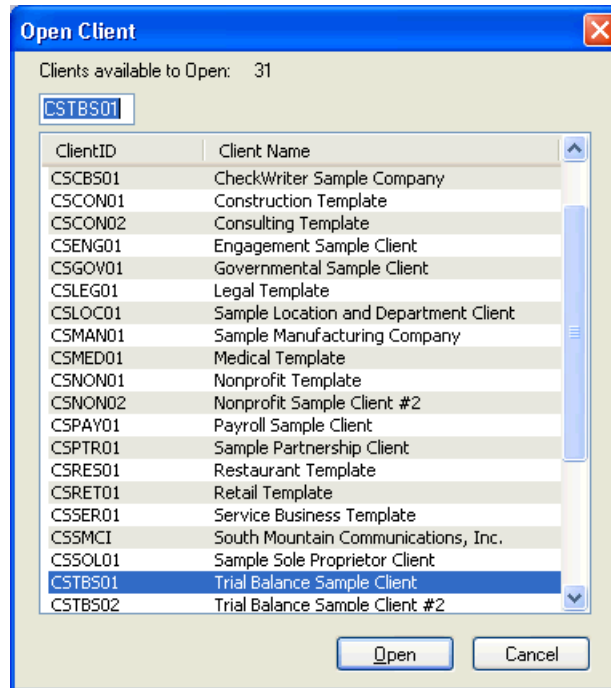 Open Client
Clients available to Open: 31
CSTBS01
ClientID Client Name
CSCBS01 CheckWriter Sample Company
CSCON01 Construction Template
CSCON02 Consulting Template
CSENG01 Engagement Sample Client
CSGOV01 Governmental Sample Client
CSLEG01 Legal Template
CSLOC01 Sample Location and Department Client
CSMAN01 Sample Manufacturing Company
CSMED01 Medical Template
CSNON01 Nonprofit Template
CSNON02 Nonprofit Sample Client #2
CSPAY01 Payroll Sample Client
CSPTR01 Sample Partnership Client
CSRES01 Restaurant Template
CSRET01 Retail Template
CSSER01 Service Business Template
CSSMCI South Mountain Communications, Inc.
CSSOL01 Sample Sole Proprietor Client
CSTBS01 Trial Balance Sample Client
CSTBS02 Trial Balance Sample Client #2
Open Cancel